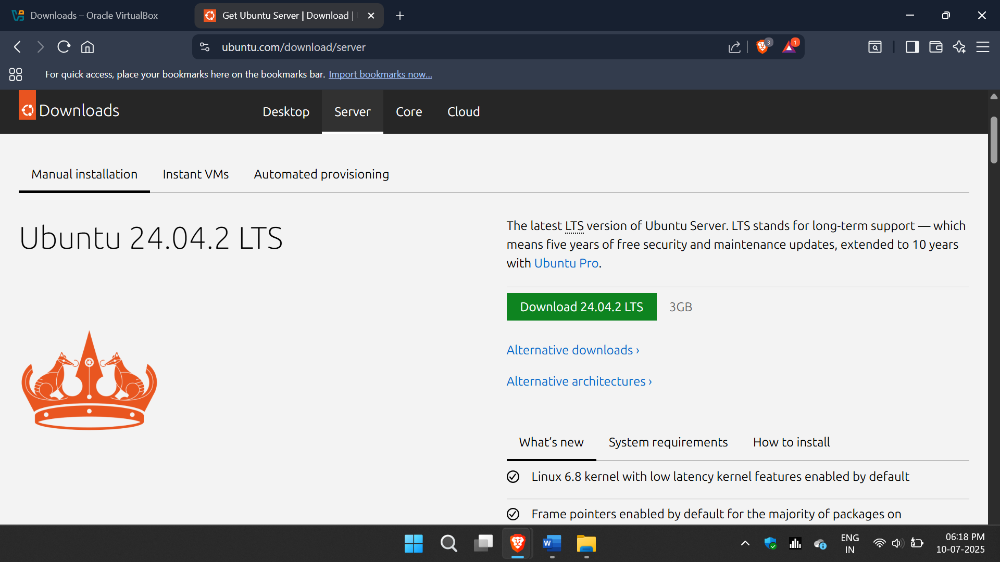 Downloads – Oracle VirtualBox
Get Ubuntu Server | Download |
ubuntu.com/download/server
3
1
For quick access, place your bookmarks here on the bookmarks bar. Import bookmarks now...
Downloads
Desktop
Server
Core
Cloud
Manual installation
Instant VMs
Automated provisioning
Ubuntu 24.04.2 LTS
The latest LTS version of Ubuntu Server. LTS stands for long-term support — which
means five years of free security and maintenance updates, extended to 10 years
with Ubuntu Pro.
Download 24.04.2 LTS
3GB
Alternative downloads ›
Alternative architectures ›
What's new
System requirements
How to install
Linux 6.8 kernel with low latency kernel features enabled by default
Frame pointers enabled by default for the majority of packages on
W
ENG
IN
06:18 PM
10-07-2025